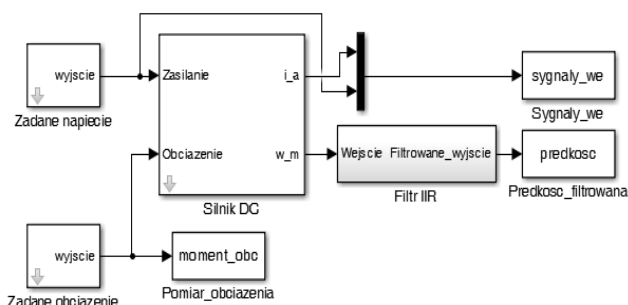 wyjscie
Zadane napiecie
Zasilanie
i_a
Obciazenie
w_m
Silnik DC
sygnaly_we
Sygnaly_we
Wejscie Filtrowane_wyjscie
Filtr IIR
predkosc
Predkosc_filtrowana
wyjscie
Zadane obciazenie
moment_obc
Pomiar_obciazenia